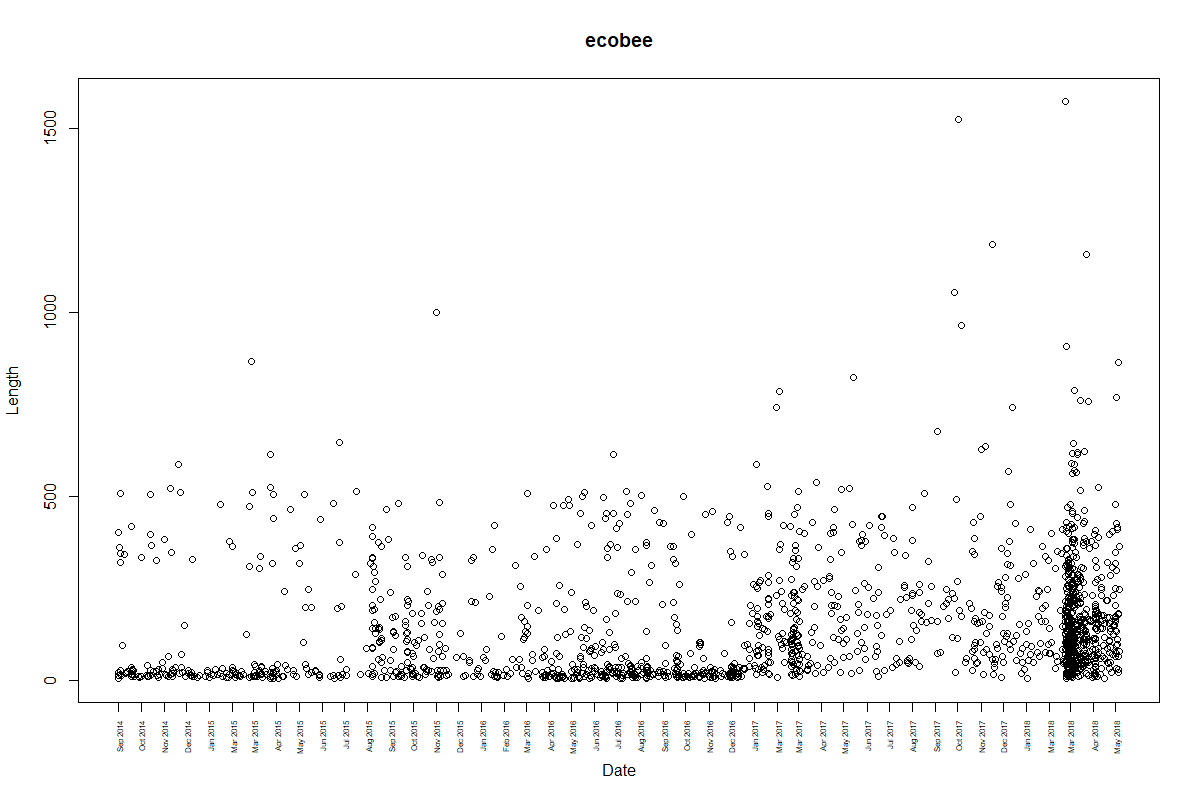 ecobee
1500
1000
500
0
Length
Sep 2014
Oct 2014
Nov 2014
Dec 2014
Jan 2015
Mar 2015
Mar 2015
Apr 2015
May 2015
Jun 2015
Jul 2015
Aug 2015
Sep 2015
Oct 2015
Nov 2015
Dec 2015
Jan 2016
Feb 2016
Mar 2016
Apr 2016
May 2016
Jun 2016
Jul 2016
Aug 2016
Sep 2016
Oct 2016
Nov 2016
Dec 2016
Jan 2017
Mar 2017
Mar 2017
Apr 2017
May 2017
Jun 2017
Jul 2017
Aug 2017
Sep 2017
Oct 2017
Nov 2017
Dec 2017
Jan 2018
Mar 2018
Mar 2018
Apr 2018
May 2018
Date